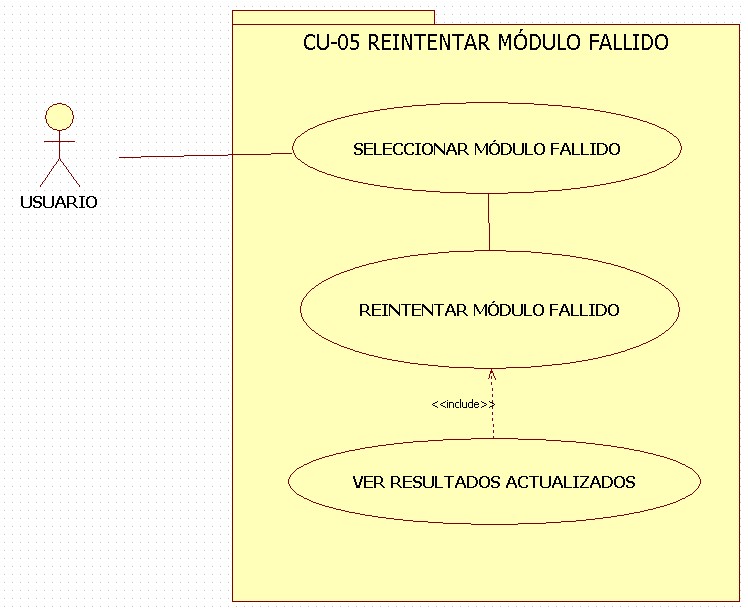 CU-05 REINTENTAR MÓDULO FALLIDO
SELECCIONAR MÓDULO FALLIDO
USUARIO
REINTENTAR MÓDULO FALLIDO
<<include>>
VER RESULTADOS ACTUALIZADOS